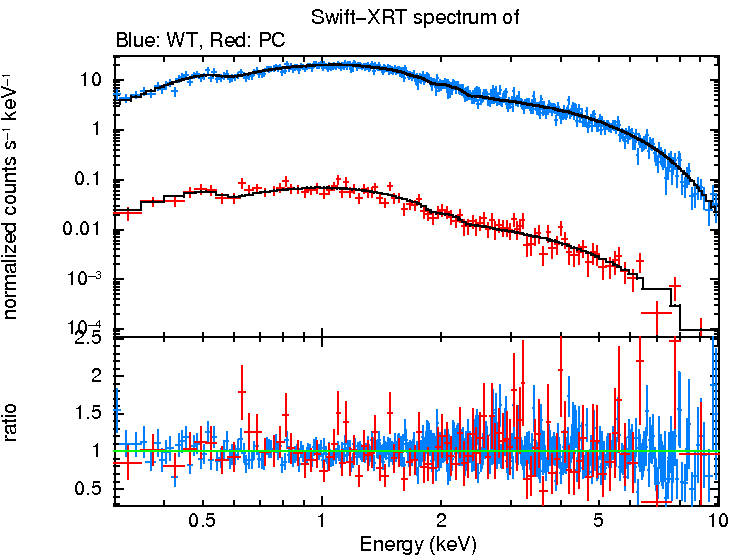 Swift−XRT spectrum of
Blue: WT, Red: PC
normalized counts s⁻¹ keV⁻¹
10
1
0.1
0.01
10⁻³
10⁻⁴
ratio
2.5
2
1.5
1
0.5
0.5 1 2 5 10
Energy (keV)